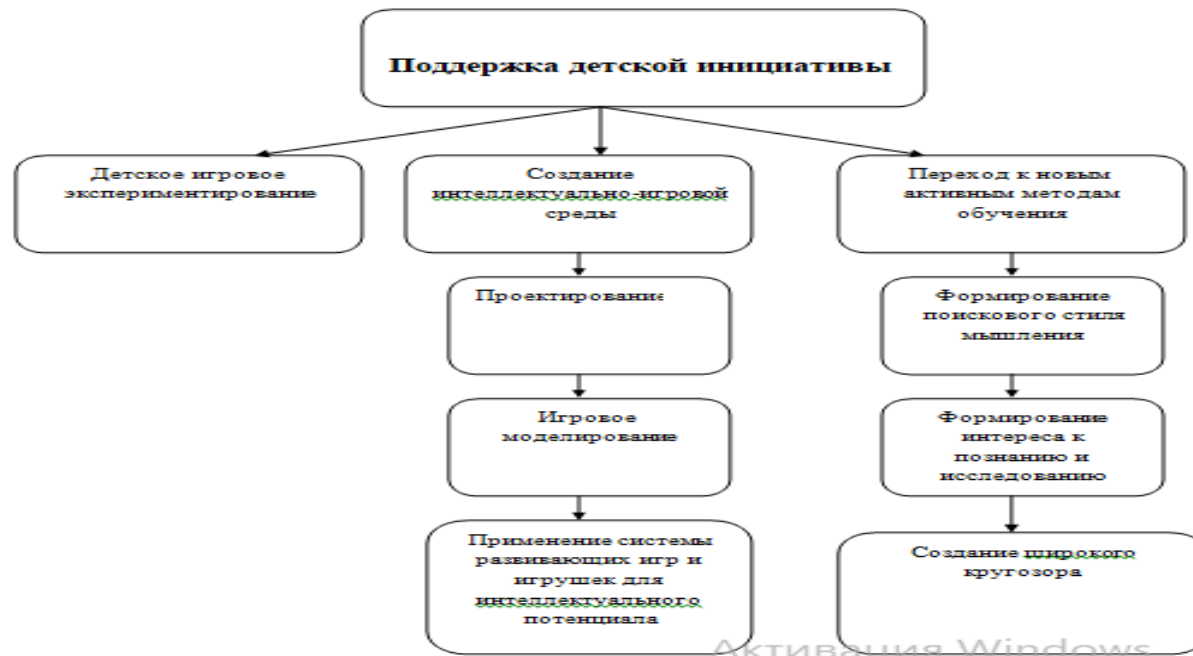 Поддержка детской инициативы
Детское игровое
экспериментирование
Создание
интеллектуально-игровой
среды
Переход к новым
активным методам
обучения
Проектирование
Формирование
поискового стиля
мышления
Игровое
моделирование
Формирование
интереса к
познанию и
исследованию
Применение системы
развивающих игр и
игрушек для
интеллектуального
потенциала
Создание широкого
кругозора
Активация Windows